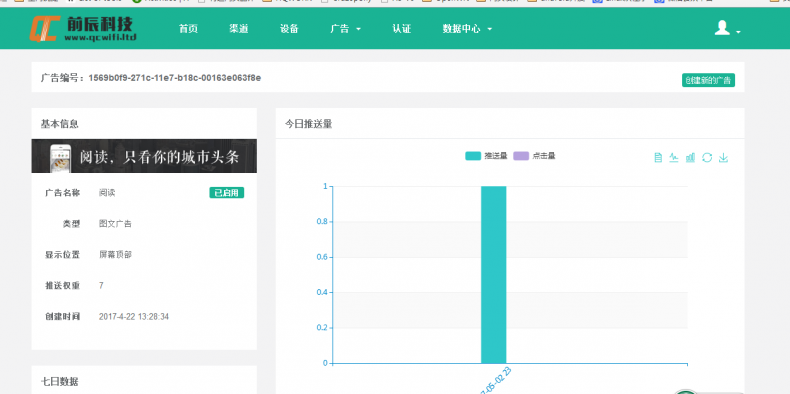 前辰科技
www.qcwifi.ltd
首页 渠道 设备 广告 认证 数据中心
广告编号：1569b0f9-271c-11e7-b18c-00163e063f8e
创建新的广告
基本信息
阅读，只看你的城市头条
广告名称 阅读 已启用
类型 图文广告
显示位置 屏幕顶部
推送权重 7
创建时间 2017-4-22 13:28:34
七日数据
今日推送量
推送量 点击量
1
0.8
0.6
0.4
0.2
0
7-05-02 23